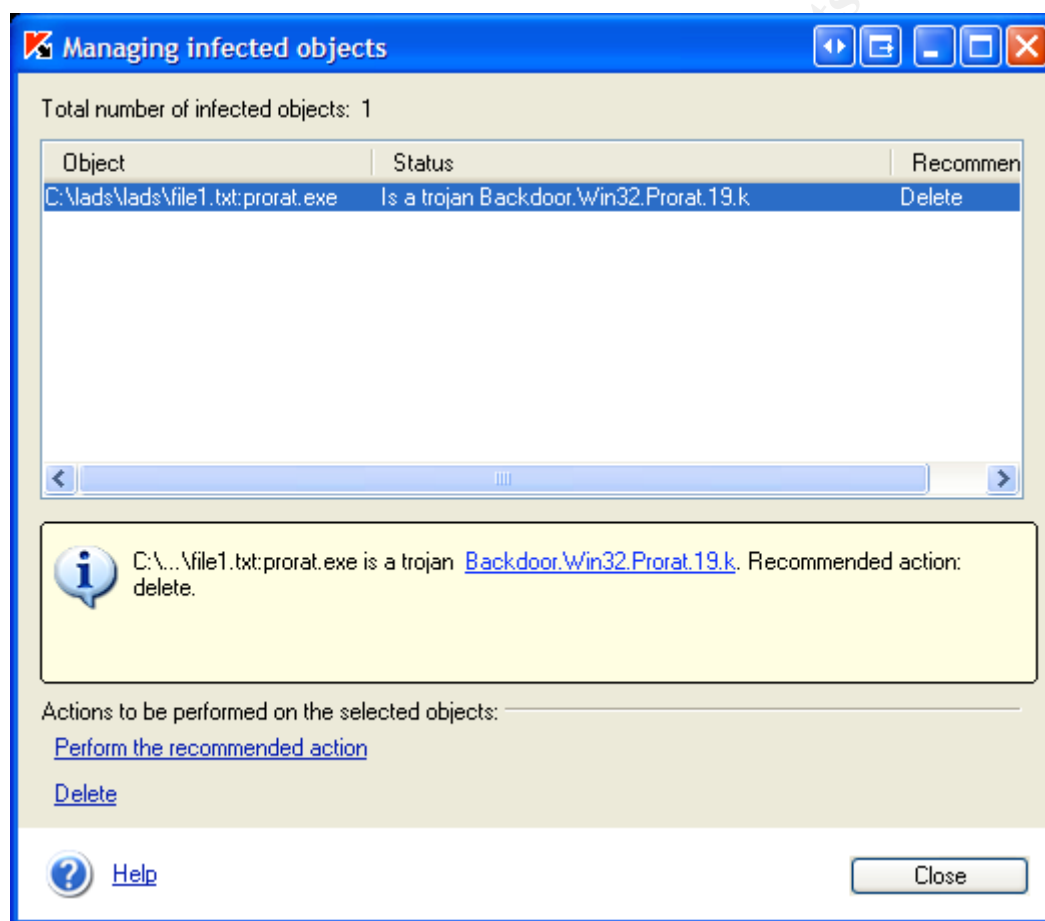 Managing infected objects
Total number of infected objects: 1
Object Status Recommen
C:\lads\lads\file1.txt:prorat.exe Is a trojan Backdoor.Win32.Prorat.19.k Delete
C:\...\file1.txt:prorat.exe is a trojan Backdoor.Win32.Prorat.19.k. Recommended action:
delete.
Actions to be performed on the selected objects:
Perform the recommended action
Delete
Help
Close